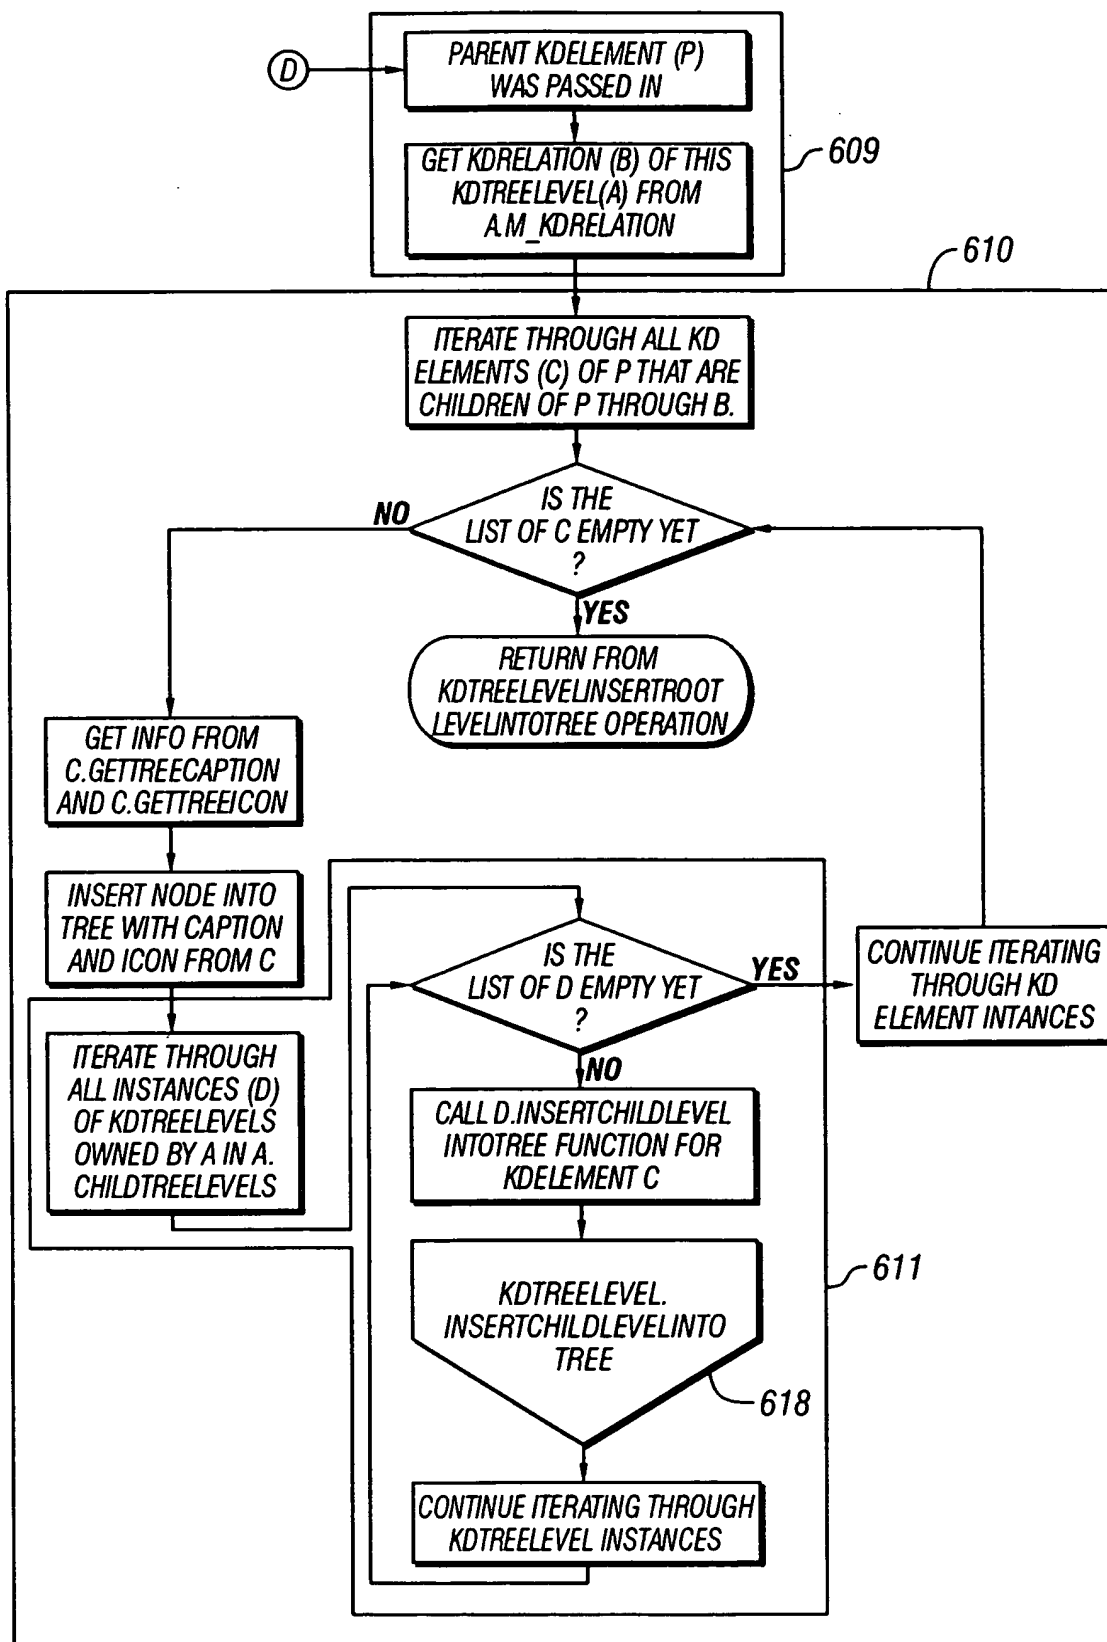 D
PARENT KDELEMENT (P)
WAS PASSED IN
GET KDRELATION (B) OF THIS
KDTREELEVEL(A) FROM
A.M_KDRELATION
609
610
ITERATE THROUGH ALL KD
ELEMENTS (C) OF P THAT ARE
CHILDREN OF P THROUGH B.
IS THE
LIST OF C EMPTY YET
?
NO
YES
RETURN FROM
KDTREELEVELINSERTROOT
LEVELINTOTREE OPERATION
GET INFO FROM
C.GETTREECAPTION
AND C.GETTREEICON
INSERT NODE INTO
TREE WITH CAPTION
AND ICON FROM C
ITERATE THROUGH
ALL INSTANCES (D)
OF KDTREELEVELS
OWNED BY A IN A.
CHILDTREELEVELS
IS THE
LIST OF D EMPTY YET
?
YES
NO
CONTINUE ITERATING
THROUGH KD
ELEMENT INTANCES
CALL D.INSERTCHILDLEVEL
INTOTREE FUNCTION FOR
KDELEMENT C
KDTREELEVEL.
INSERTCHILDLEVELINTO
TREE
611
618
CONTINUE ITERATING THROUGH
KDTREELEVEL INSTANCES